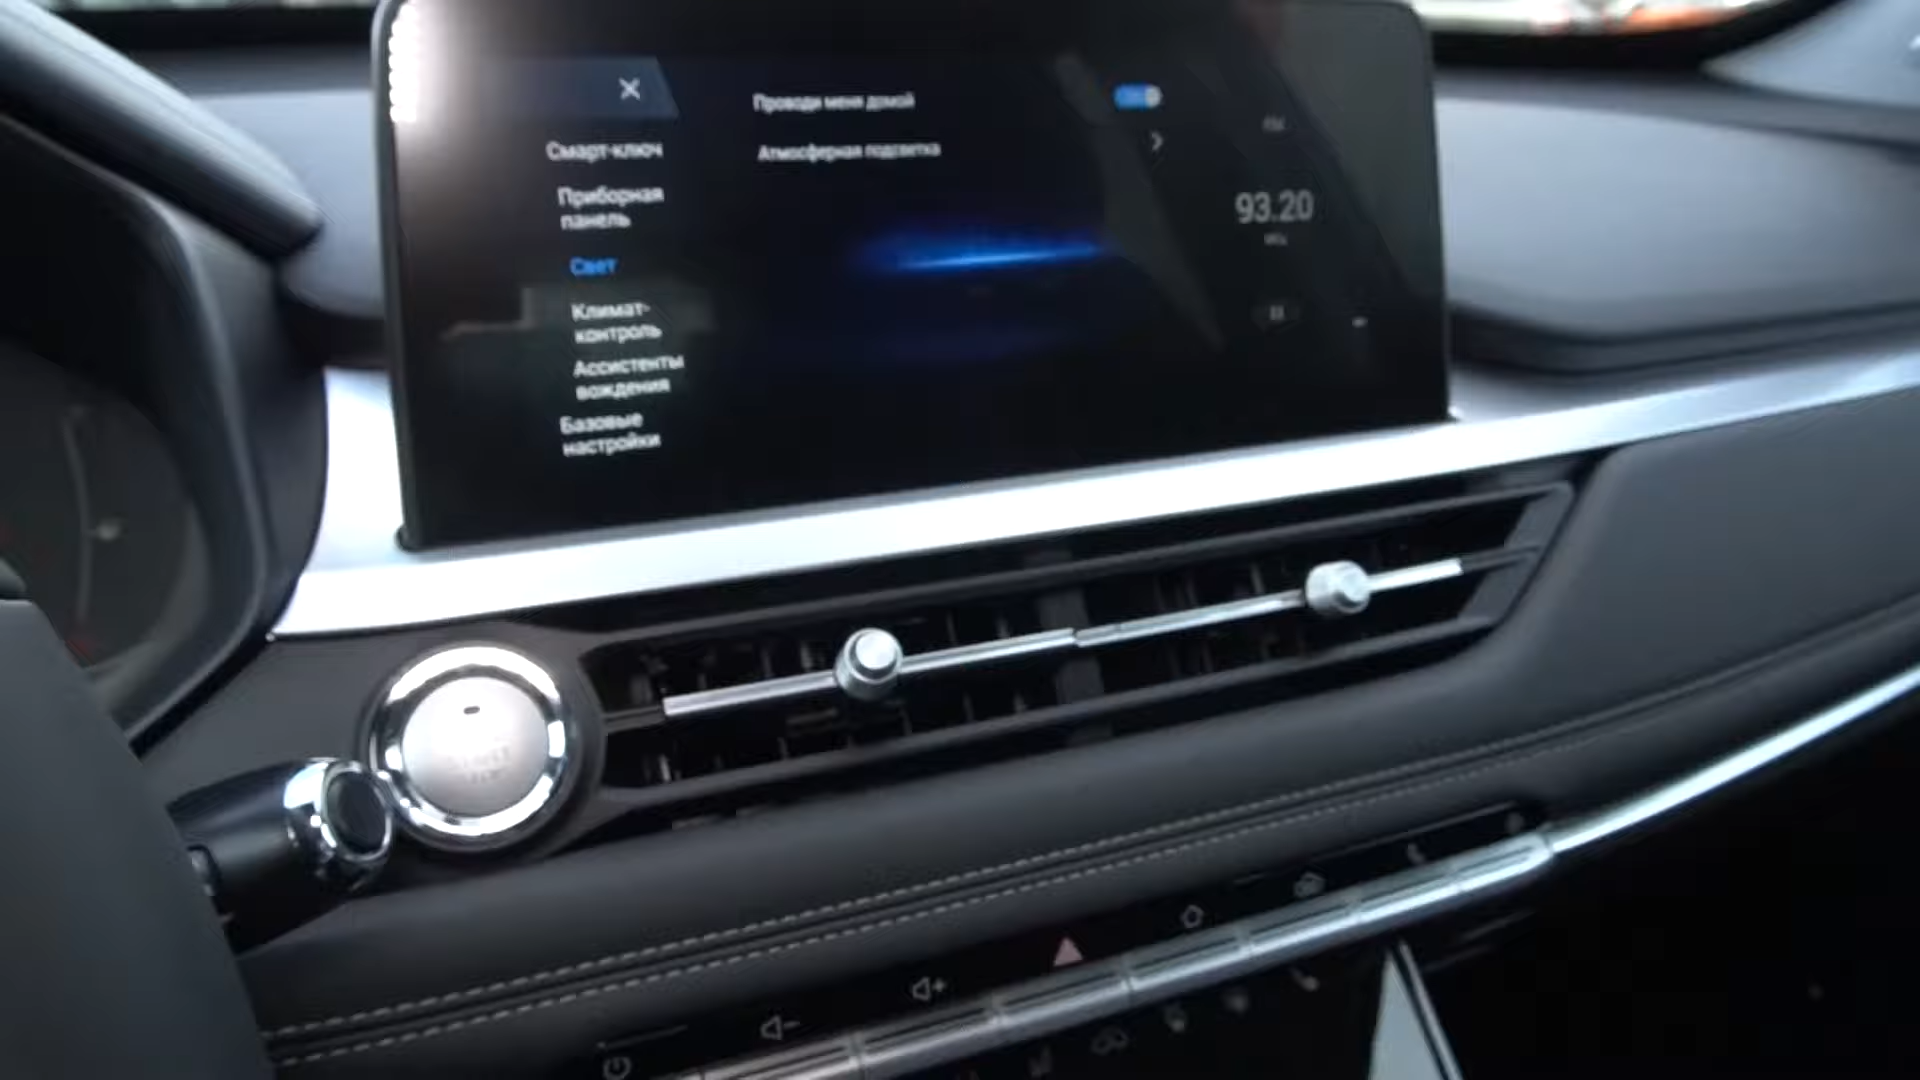 Смарт-ключ
Приборная
панель
Свет
Климат-
контроль
Ассистенты
вождения
Базовые
настройки
Проводи меня домой
Атмосферная подсветка
93.20